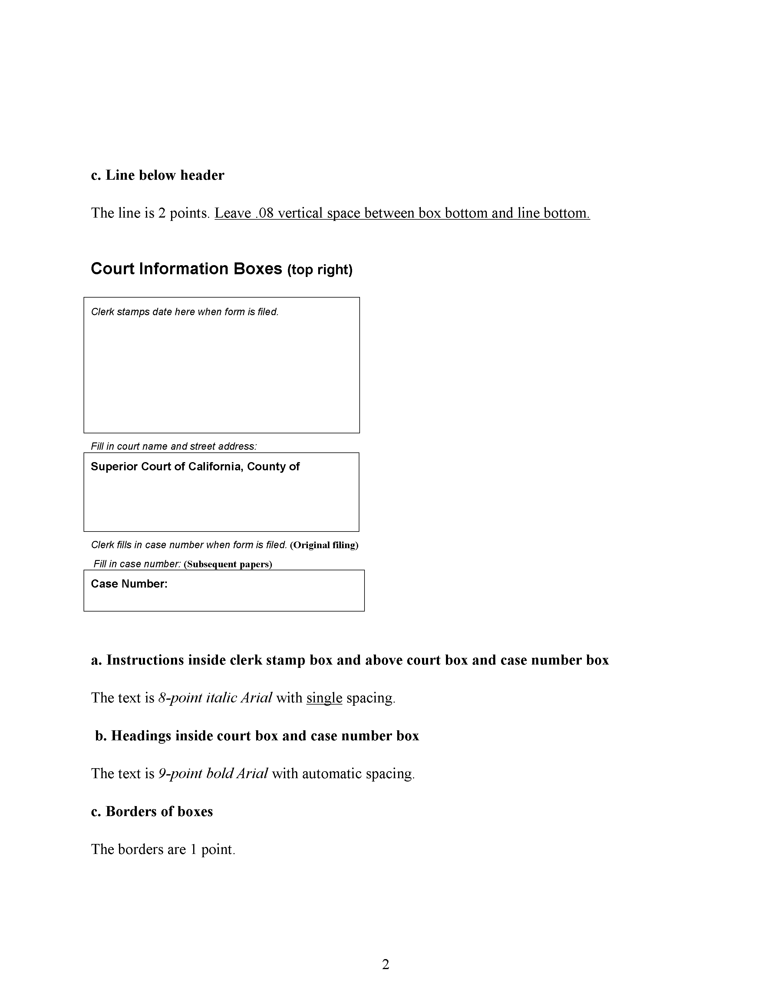 c. Line below header
The line is 2 points. Leave .08 vertical space between box bottom and line bottom.
Court Information Boxes (top right)
Clerk stamps date here when form is filed.
Fill in court name and street address:
Superior Court of California, County of
Clerk fills in case number when form is filed. (Original filing)
Fill in case number: (Subsequent papers)
Case Number:
a. Instructions inside clerk stamp box and above court box and case number box
The text is 8-point italic Arial with single spacing.
b. Headings inside court box and case number box
The text is 9-point bold Arial with automatic spacing.
c. Borders of boxes
The borders are 1 point.
2